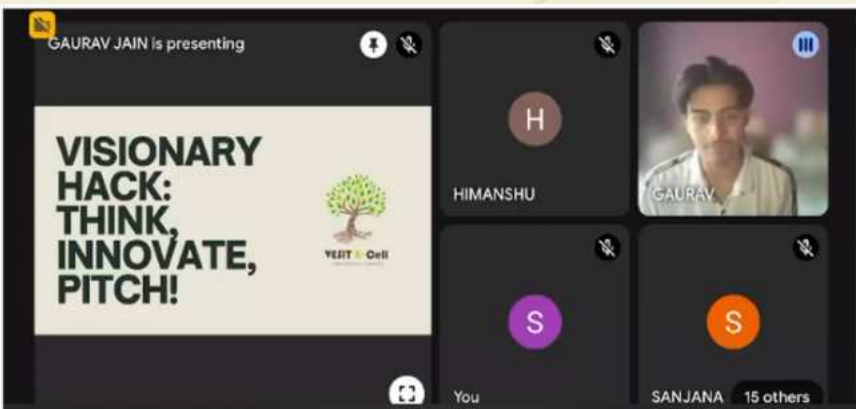 GAURAV JAIN is presenting
VISIONARY
HACK:
THINK,
INNOVATE,
PITCH!
VESIT E-Cell
H
HIMANSHU
GAURAV
S
You
S
SANJANA
15 others